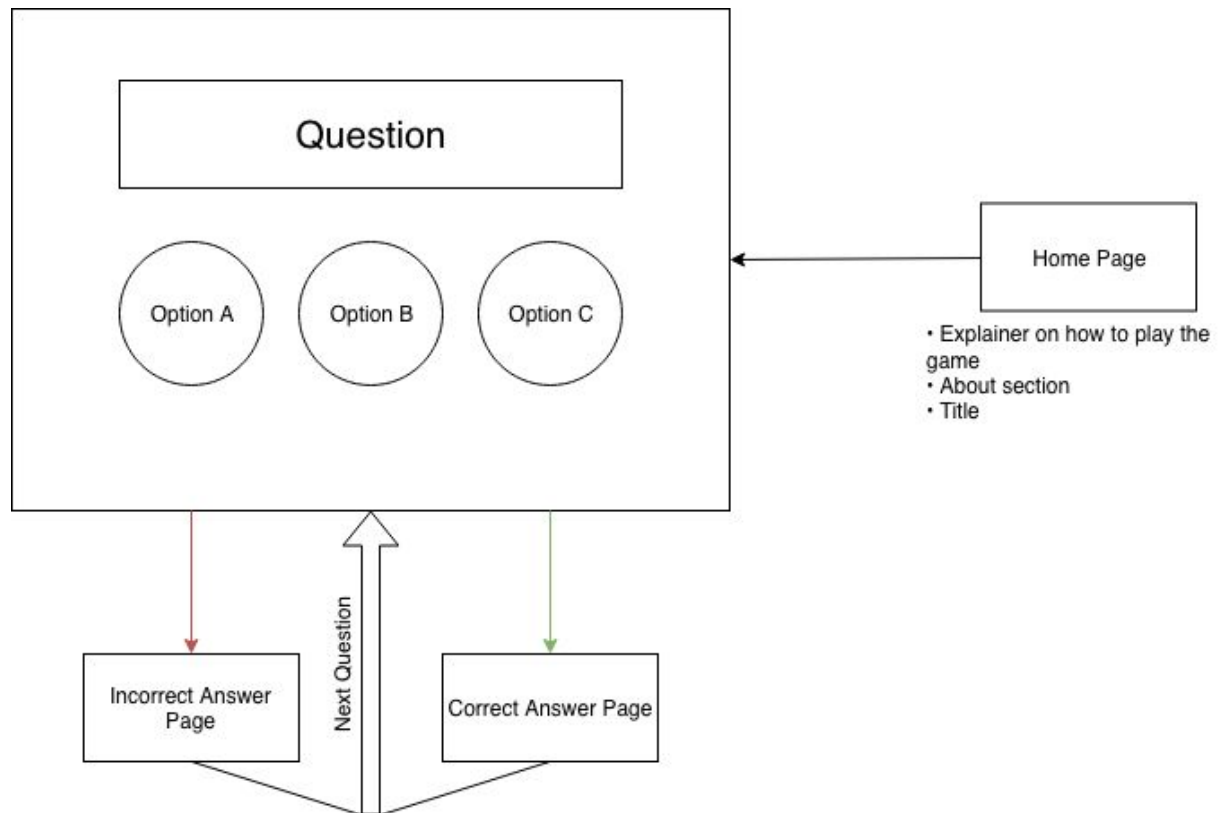 Question
Option A
Option B
Option C
Home Page
• Explainer on how to play the
game
• About section
• Title
Next Question
Incorrect Answer
Page
Correct Answer Page